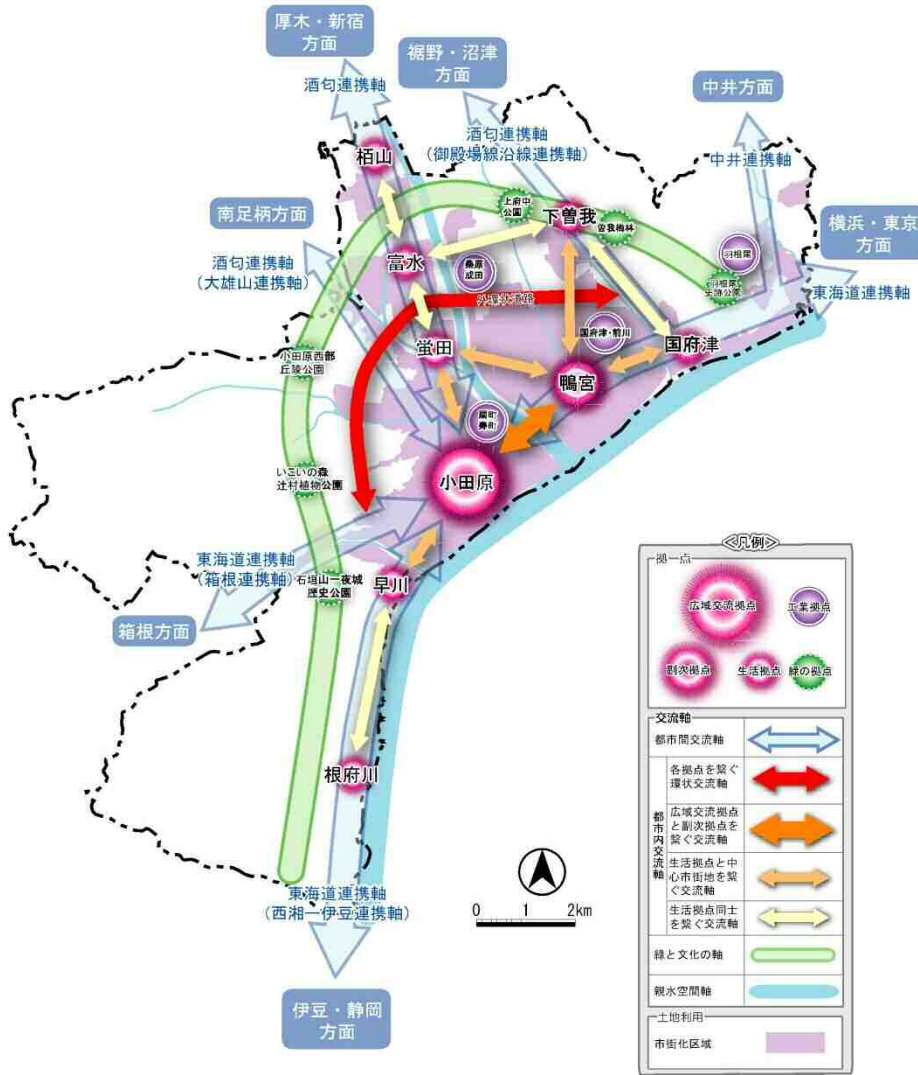 厚木・新宿
方面
裾野・沼津
方面
中井方面
酒匂連携軸
酒匂連携軸
(御殿場線沿線連携軸)
中井連携軸
栢山
南足柄方面
上府中
公園
下曽我
曽我梅林
横浜・東京
方面
酒匂連携軸
(大雄山連携軸)
富水
桑原
成田
羽根尾
羽根尾
史跡公園
東海道連携軸
外環状道路
国府津・前川
国府津
蛍田
小田原西部
丘陵公園
鴨宮
扇町
寿町
小田原
いこいの森
辻村植物公園
東海道連携軸
(箱根連携軸)
石垣山一夜城
歴史公園
早川
箱根方面
根府川
東海道連携軸
(西湘ー伊豆連携軸)
伊豆・静岡
方面
0 1 2km
<凡例>
拠ー点
広域交流拠点
工業拠点
副次拠点
生活拠点
緑の拠点
交流軸
都市間交流軸
都市内交流軸
各拠点を繋ぐ
環状交流軸
広域交流拠点
と副次拠点を
繋ぐ交流軸
生活拠点と中
心市街地を繋
ぐ交流軸
生活拠点同士
を繋ぐ交流軸
緑と文化の軸
親水空間軸
土地利用
市街化区域